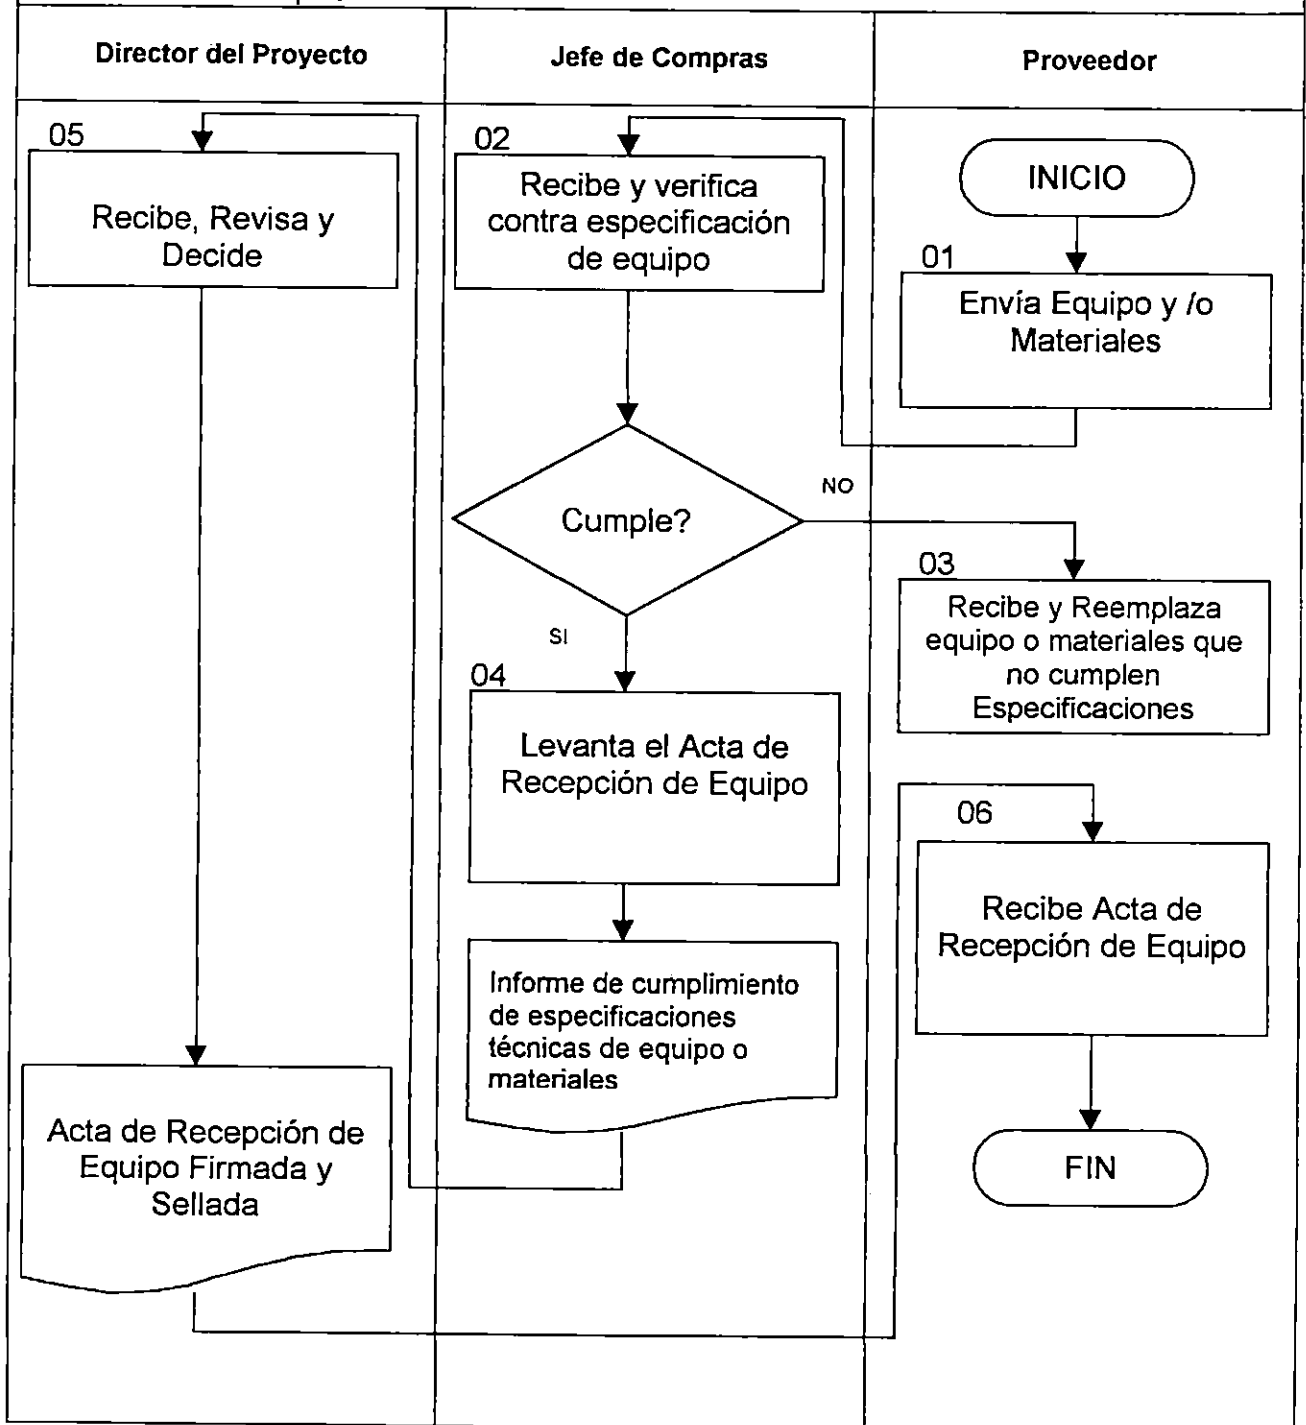 Director del Proyecto
Jefe de Compras
Proveedor
05
Recibe, Revisa y
Decide
02
Recibe y verifica
contra especificación
de equipo
INICIO
01
Envía Equipo y /o
Materiales
Cumple?
NO
03
Recibe y Reemplaza
equipo o materiales que
no cumplen
Especificaciones
SI
04
Levanta el Acta de
Recepción de Equipo
Informe de cumplimiento
de especificaciones
técnicas de equipo o
materiales
Acta de Recepción de
Equipo Firmada y
Sellada
06
Recibe Acta de
Recepción de Equipo
FIN